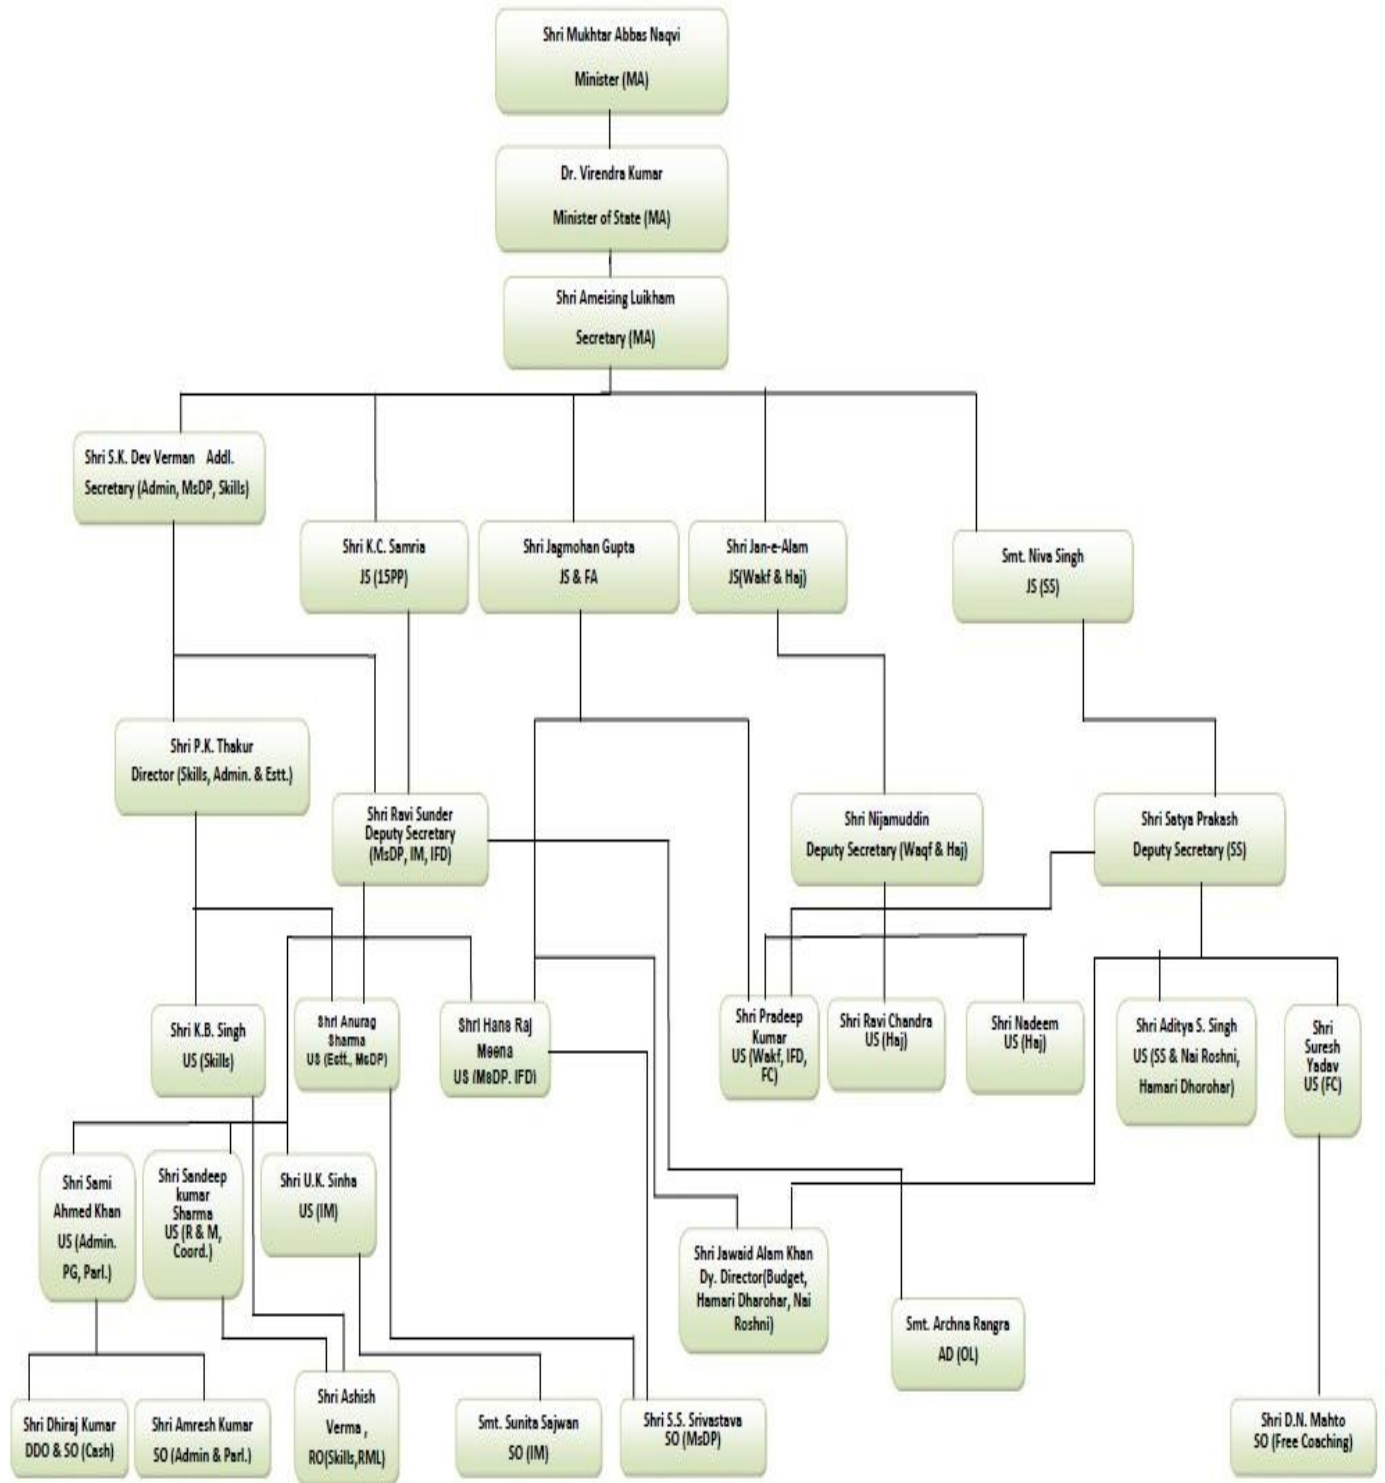 Shri Mukhtar Abbas Naqvi
Minister (MA)
Dr. Virendra Kumar
Minister of State (MA)
Shri Ameising Luikham
Secretary (MA)
Shri S.K. Dev Verman Addl.
Secretary (Admin, MsDP, Skills)
Shri K.C. Samria
JS (15PP)
Shri Jagmohan Gupta
JS & FA
Shri Jan-e-Alam
JS(Wakf & Haj)
Smt. Niva Singh
JS (SS)
Shri P.K. Thakur
Director (Skills, Admin. & Estt.)
Shri Ravi Sunder
Deputy Secretary
(MsDP, IM, IFD)
Shri Nijamuddin
Deputy Secretary (Waqf & Haj)
Shri Satya Prakash
Deputy Secretary (SS)
Shri K.B. Singh
US (Skills)
Shri Anurag
Sharma
US (Estt., MsDP)
Shri Hans Raj
Meena
US (MsDP, IFD)
Shri Pradeep
Kumar
US (Wakf, IFD,
FC)
Shri Ravi Chandra
US (Haj)
Shri Nadeem
US (Haj)
Shri Aditya S. Singh
US (SS & Nai Roshni,
Hamari Dhorohar)
Shri
Suresh
Yadav
US (FC)
Shri Sami
Ahmed Khan
US (Admin.
PG, Parl.)
Shri Sandeep
kumar
Sharma
US (R & M,
Coord.)
Shri U.K. Sinha
US (IM)
Shri Jawaid Alam Khan
Dy. Director(Budget,
Hamari Dharohar, Nai
Roshni)
Smt. Archna Rangra
AD (OL)
Shri Dhiraj Kumar
DDO & SO (Cash)
Shri Amresh Kumar
SO (Admin & Parl.)
Shri Ashish
Verma ,
RO(Skills,RML)
Smt. Sunita Sajwan
SO (IM)
Shri S.S. Srivastava
SO (MsDP)
Shri D.N. Mahto
SO (Free Coaching)